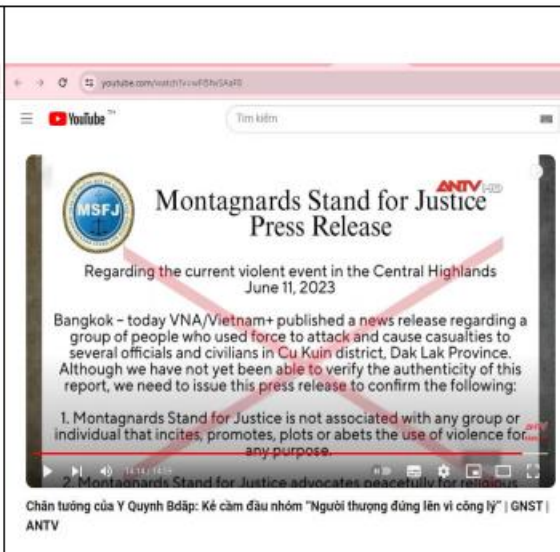 YouTube TH
Tìm kiếm
MSFJ
ANTV HD
Montagnards Stand for Justice
Press Release
Regarding the current violent event in the Central Highlands
June 11, 2023
Bangkok – today VNA/Vietnam+ published a news release regarding a
group of people who used force to attack and cause casualties to
several officials and civilians in Cu Kuin district, Dak Lak Province.
Although we have not yet been able to verify the authenticity of this
report, we need to issue this press release to confirm the following:
1. Montagnards Stand for Justice is not associated with any group or
individual that incites, promotes, plots or abets the use of violence for
any purpose.
2. Montagnards Stand for Justice advocates peacefully for religious
Chân tướng của Y Quynh Bdăp: Kẻ cầm đầu nhóm "Người thượng đứng lên vì công lý" | GNST |
ANTV